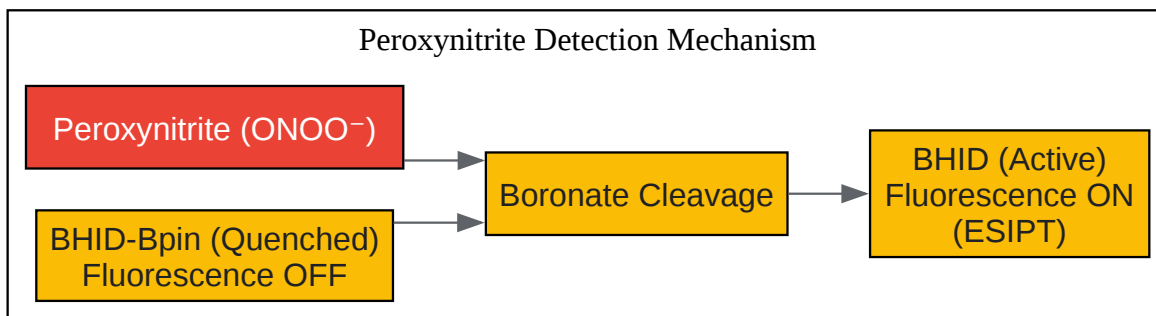 Peroxynitrite Detection Mechanism
Peroxynitrite (ONOO⁻)
BHID-Bpin (Quenched)
Fluorescence OFF
Boronate Cleavage
BHID (Active)
Fluorescence ON
(ESIPT)